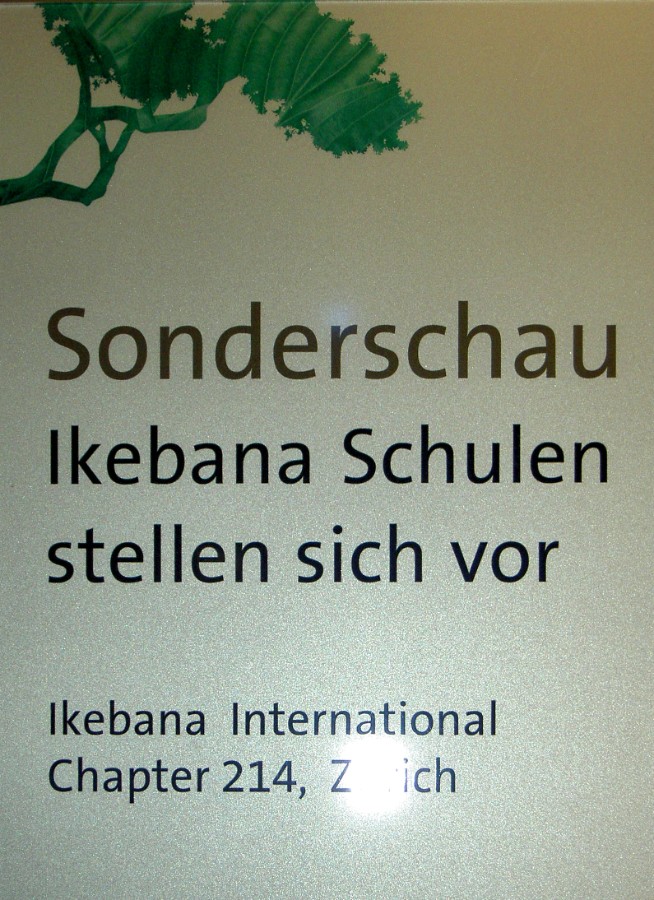 Sonderschau
Ikebana Schulen
stellen sich vor
Ikebana International
Chapter 214,